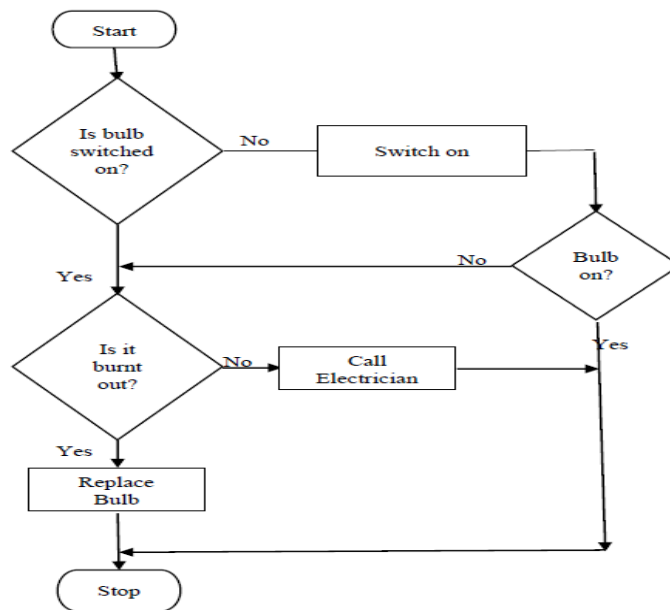 Start
Is bulb
switched
on?
No
Switch on
Yes
No
Bulb
on?
Is it
burnt
out?
No
Call
Electrician
Yes
Yes
Replace
Bulb
Stop